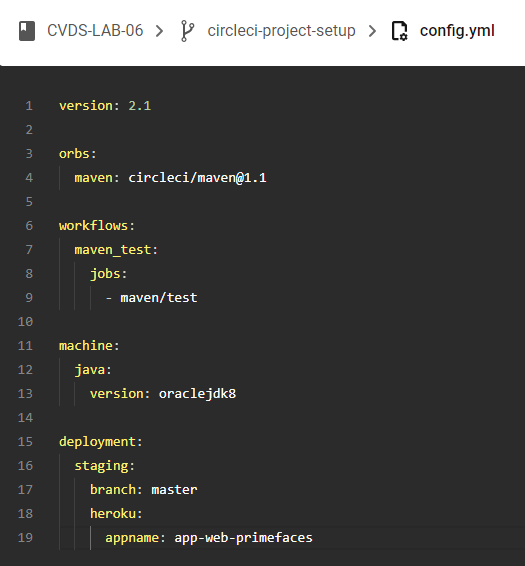 CVDS-LAB-06 > circleci-project-setup > config.yml
1 version: 2.1
2
3 orbs:
4   maven: circleci/maven@1.1
5
6 workflows:
7   maven_test:
8     jobs:
9       - maven/test
10
11 machine:
12   java:
13     version: oraclejdk8
14
15 deployment:
16   staging:
17     branch: master
18     heroku:
19       appname: app-web-primefaces